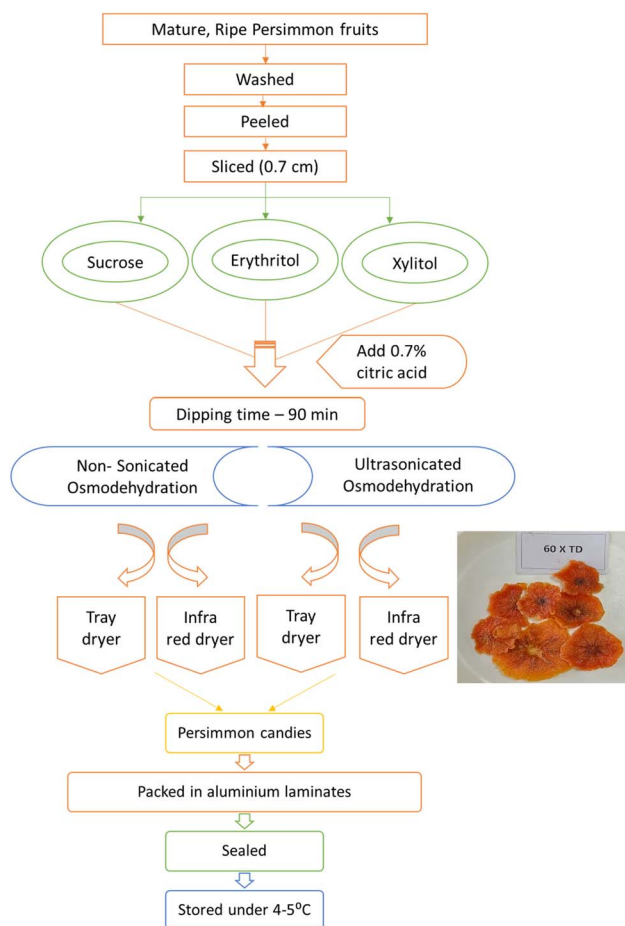 Mature, Ripe Persimmon fruits
Washed
Peeled
Sliced (0.7 cm)
Sucrose
Erythritol
Xylitol
Add 0.7%
citric acid
Dipping time – 90 min
Non- Sonicated
Osmodehydration
Ultrasonicated
Osmodehydration
Tray
dryer
Infra
red dryer
Tray
dryer
Infra
red dryer
60 X TD
Persimmon candies
Packed in aluminium laminates
Sealed
Stored under 4-5⁰C